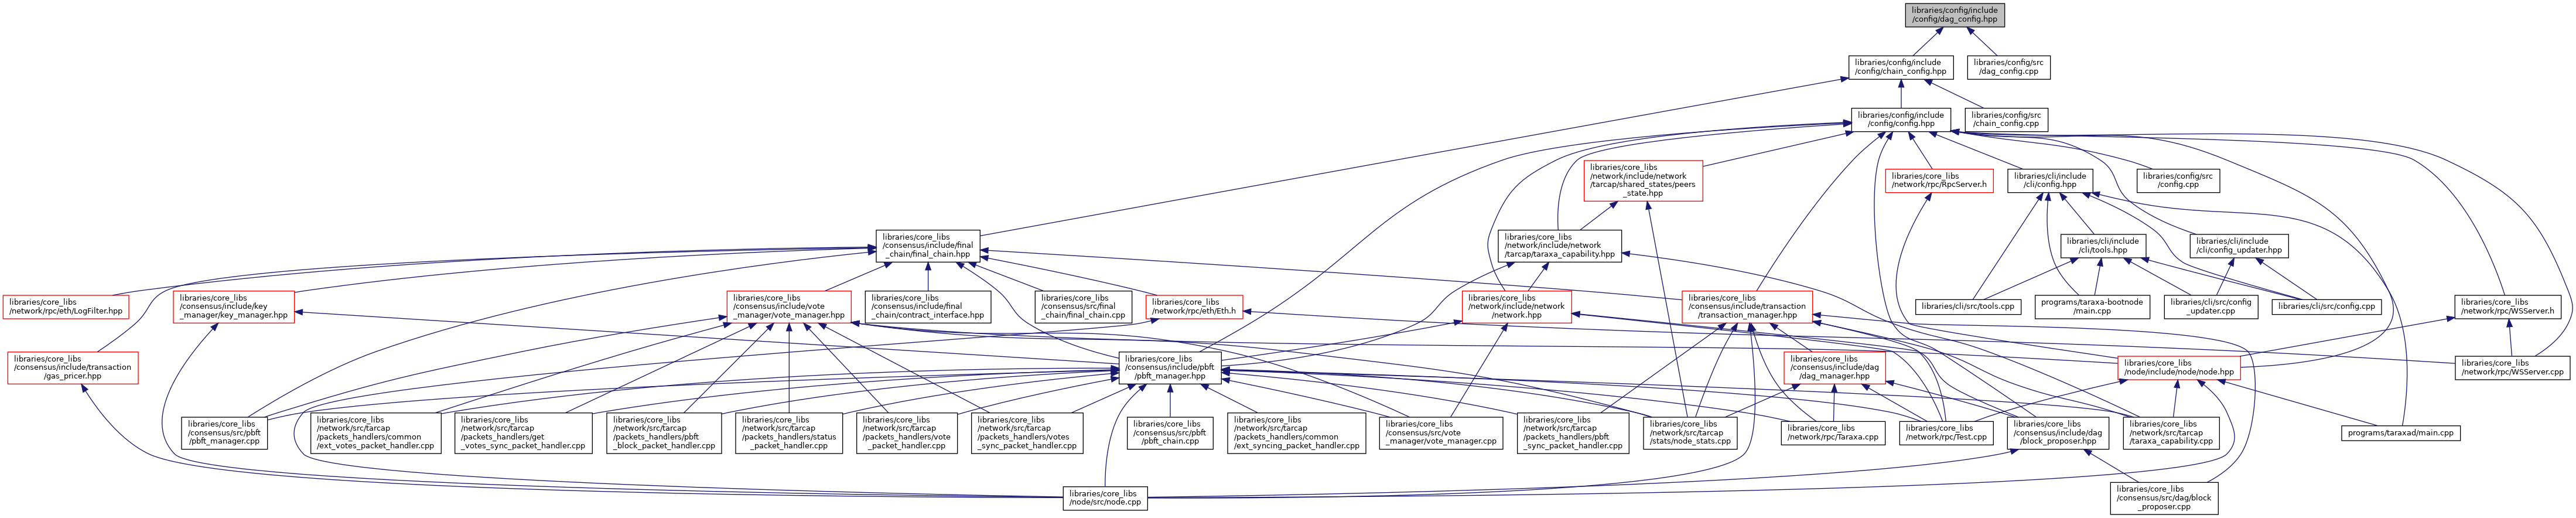 libraries/config/include
/config/dag_config.hpp
libraries/config/include
/config/chain_config.hpp
libraries/config/src
/dag_config.cpp
libraries/config/include
/config/config.hpp
libraries/config/src
/chain_config.cpp
libraries/core_libs
/network/include/network
/tarcap/shared_states/peers
_state.hpp
libraries/core_libs
/network/rpc/RpcServer.h
libraries/cli/include
/cli/config.hpp
libraries/config/src
/config.cpp
libraries/core_libs
/consensus/include/final
_chain/final_chain.hpp
libraries/core_libs
/network/include/network
/tarcap/taraxa_capability.hpp
libraries/cli/include
/cli/tools.hpp
libraries/cli/include
/cli/config_updater.hpp
libraries/core_libs
/network/rpc/eth/LogFilter.hpp
libraries/core_libs
/consensus/include/key
_manager/key_manager.hpp
libraries/core_libs
/consensus/include/vote
_manager/vote_manager.hpp
libraries/core_libs
/consensus/include/final
_chain/contract_interface.hpp
libraries/core_libs
/consensus/src/final
_chain/final_chain.cpp
libraries/core_libs
/network/rpc/eth/Eth.h
libraries/core_libs
/network/include/network
/network.hpp
libraries/core_libs
/consensus/include/transaction
/transaction_manager.hpp
libraries/cli/src/tools.cpp
programs/taraxa-bootnode
/main.cpp
libraries/cli/src/config
_updater.cpp
libraries/cli/src/config.cpp
libraries/core_libs
/network/rpc/WSServer.h
libraries/core_libs
/consensus/include/transaction
/gas_pricer.hpp
libraries/core_libs
/consensus/include/pbft
/pbft_manager.hpp
libraries/core_libs
/consensus/include/dag
/dag_manager.hpp
libraries/core_libs
/node/include/node/node.hpp
libraries/core_libs
/network/rpc/WSServer.cpp
libraries/core_libs
/consensus/src/pbft
/pbft_manager.cpp
libraries/core_libs
/network/src/tarcap
/packets_handlers/common
/ext_votes_packet_handler.cpp
libraries/core_libs
/network/src/tarcap
/packets_handlers/get
_votes_sync_packet_handler.cpp
libraries/core_libs
/network/src/tarcap
/packets_handlers/pbft
_block_packet_handler.cpp
libraries/core_libs
/network/src/tarcap
/packets_handlers/status
_packet_handler.cpp
libraries/core_libs
/network/src/tarcap
/packets_handlers/vote
_packet_handler.cpp
libraries/core_libs
/network/src/tarcap
/packets_handlers/votes
_sync_packet_handler.cpp
libraries/core_libs
/consensus/src/pbft
/pbft_chain.cpp
libraries/core_libs
/network/src/tarcap
/packets_handlers/common
/ext_syncing_packet_handler.cpp
libraries/core_libs
/consensus/src/vote
_manager/vote_manager.cpp
libraries/core_libs
/network/src/tarcap
/packets_handlers/pbft
_sync_packet_handler.cpp
libraries/core_libs
/network/src/tarcap
/stats/node_stats.cpp
libraries/core_libs
/network/rpc/Taraxa.cpp
libraries/core_libs
/network/rpc/Test.cpp
libraries/core_libs
/consensus/include/dag
/block_proposer.hpp
libraries/core_libs
/network/src/tarcap
/taraxa_capability.cpp
programs/taraxad/main.cpp
libraries/core_libs
/node/src/node.cpp
libraries/core_libs
/consensus/src/dag/block
_proposer.cpp